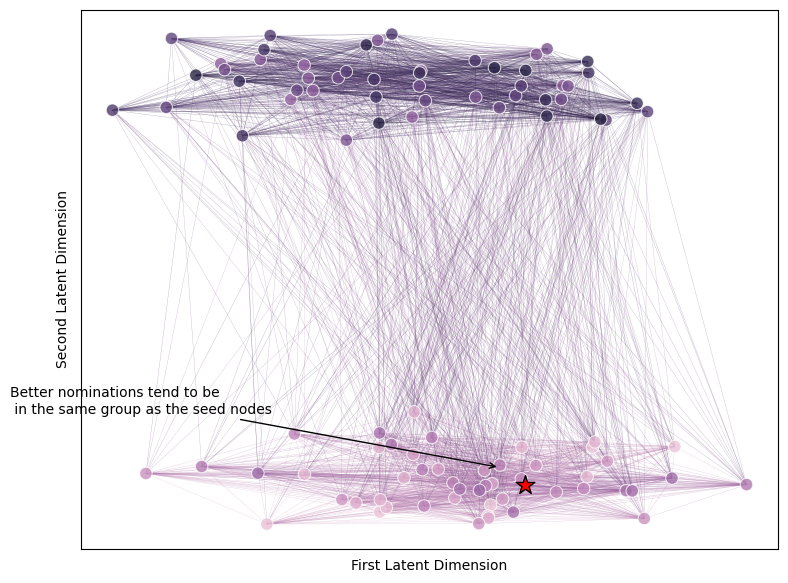 Second Latent Dimension
Better nominations tend to be
in the same group as the seed nodes
First Latent Dimension